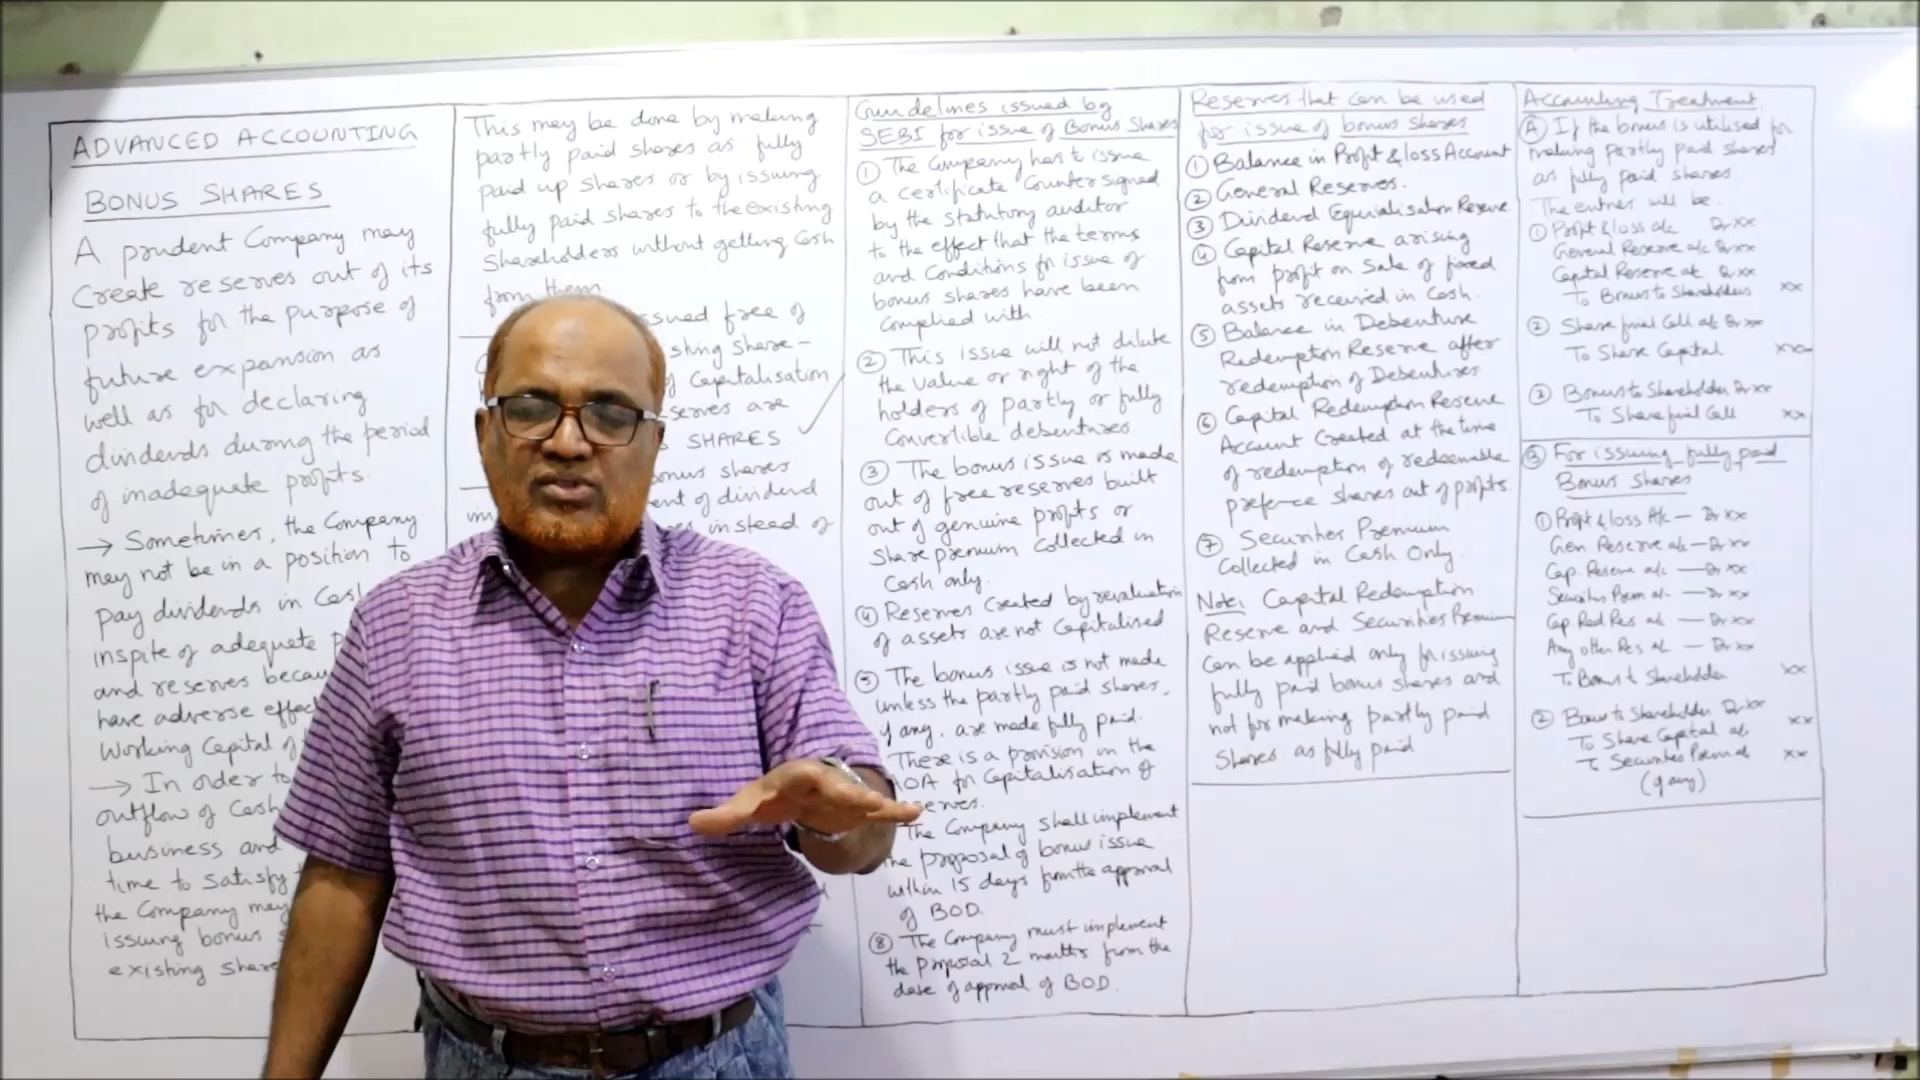 ADVANCED ACCOUNTING
BONUS SHARES
A prudent Company may
Create reserves out of its
profits for the purpose of
future expansion as
well as for declaring
dividends during the period
of inadequate profits.
→ Sometimes, the Company
may not be in a position to
pay dividends in Cash
inspite of adequate
and reserves
have adverse
Working Capital of
→ In order to
outflow of Cash
business and
time to satisfy
the Company may
issuing bonus
existing
This may be done by making
partly paid shares as fully
paid up shares or by issuing
fully paid shares to the existing
Shareholders without getting Cash
from them
ssued free of
sting Share-
Capitalisation
serves are
SHARES ✓
onus shares
ent of dividend
instead of
Guidelines issued by
SEBI for issue of Bonus Shares
① The Company has to issue
a certificate Counter signed
by the statutory auditor
to the effect that the terms
and Conditions for issue of
bonus shares have been
Complied with
② This issue will not dilute
the value or right of the
holders of partly or fully
Convertible debentures
③ The bonus issue is made
out of free reserves built
out of genuine profits or
Share premium collected in
Cash only.
④ Reserves Created by revaluation
of assets are not Capitalised
⑤ The bonus issue is not made
unless the partly paid shares,
if any, are made fully paid.
There is a provision in the
AOA for Capitalisation of
serves.
The Company shall implement
the proposal of bonus issue
within 15 days from the approval
of BOD.
⑧ The Company must implement
the Proposal 2 months from the
date of approval of BOD.
Reserves that can be used
for issue of bonus shares
① Balance in Profit & loss Account
② General Reserves.
③ Dividend Equalisation Reserve
④ Capital Reserve arising
from profit on Sale of fixed
assets received in Cash.
⑤ Balance in Debenture
Redemption Reserve after
redemption of Debentures
⑥ Capital Redemption Reserve
Account Created at the time
of redemption of redeemable
prefence shares out of profits
⑦ Securities Premium
Collected in Cash Only.
Note: Capital Redemption
Reserve and Securities Premium
Can be applied only for issuing
fully paid bonus shares and
not for making partly paid
Shares as fully paid
Accounting Treatment
Ⓐ If the bonus is utilised for
making partly paid shares
as fully paid shares
The entries will be.
① Profit & loss a/c Dr xx
General Reserve a/c Dr xx
Capital Reserve a/c Dr xx
To Bonus to Shareholders xx
② Share final Call a/c Dr xx
To Share Capital xx
③ Bonus to Shareholder Dr xx
To Share final Call xx
For issuing fully paid
Bonus Shares
① Profit & loss A/c — Dr xx
Gen Reserve a/c — Dr xx
Cap. Reserve a/c — Dr xx
Securities Prem a/c — Dr xx
Cap Red Res a/c — Dr xx
Any other Res a/c — Dr xx
To Bonus to Shareholder xx
② Bonus to Shareholder Dr xx
To Share Capital a/c xx
To Securities Prem a/c xx
(if any)